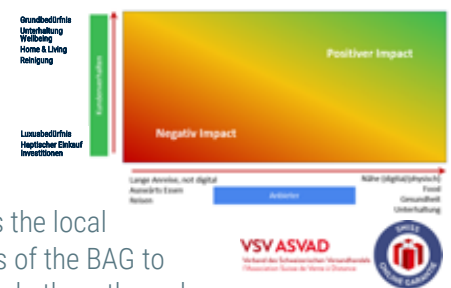 Grundbedürfnis
Unterhaltung
Wellbeing
Home & Living
Reinigung
Positiver Impact
Kundenverhalten
Luxusbedürfnis
Haptischer Einkauf
Investitionen
Negativ Impact
Lange Anreise, not digital
Auswärts Essen
Reisen
Anbieter
Nähe (digital/physisch)
Food
Gesundheit
Unterhaltung
s the local
s of the BAG to
VSV ASVAD
Verband des Schweizerischen Versandhandels
l'Association Suisse de Vente à Distance
SWISS
ONLINE GARANTIE